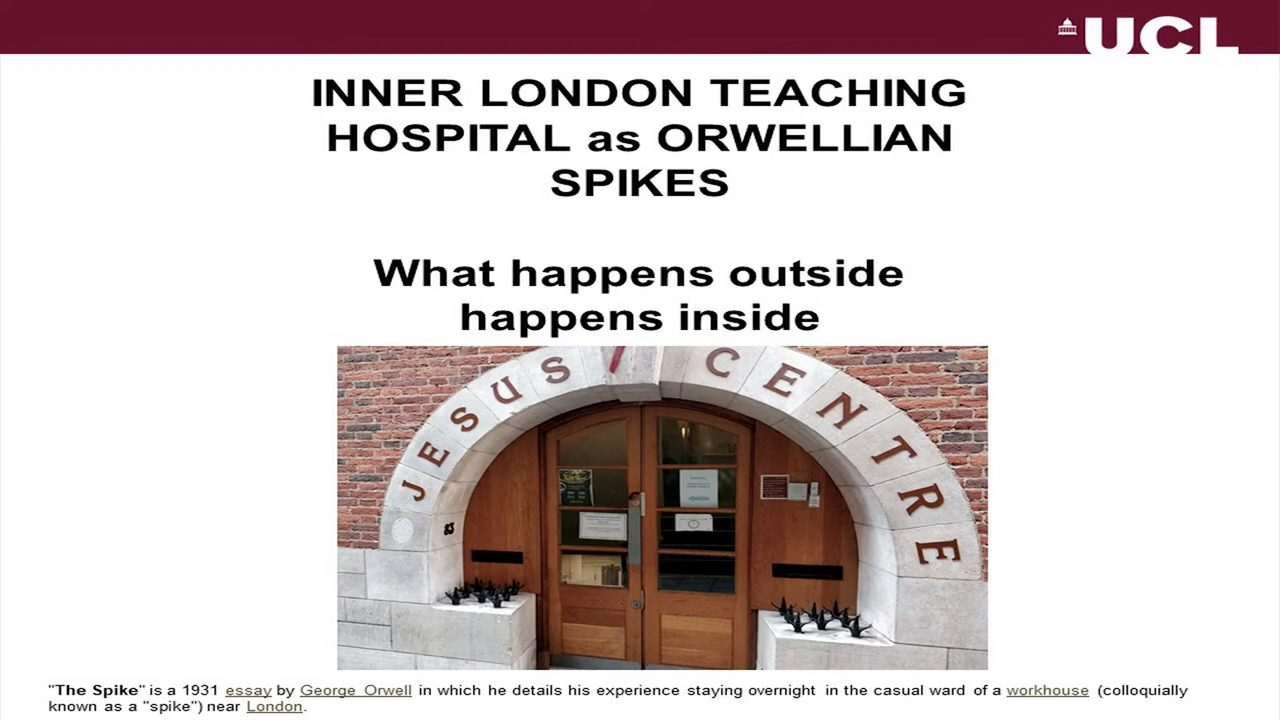 UCL
INNER LONDON TEACHING
HOSPITAL as ORWELLIAN
SPIKES
What happens outside
happens inside
JESUS CENTRE
83
"The Spike" is a 1931 essay by George Orwell in which he details his experience staying overnight in the casual ward of a workhouse (colloquially
known as a "spike") near London.